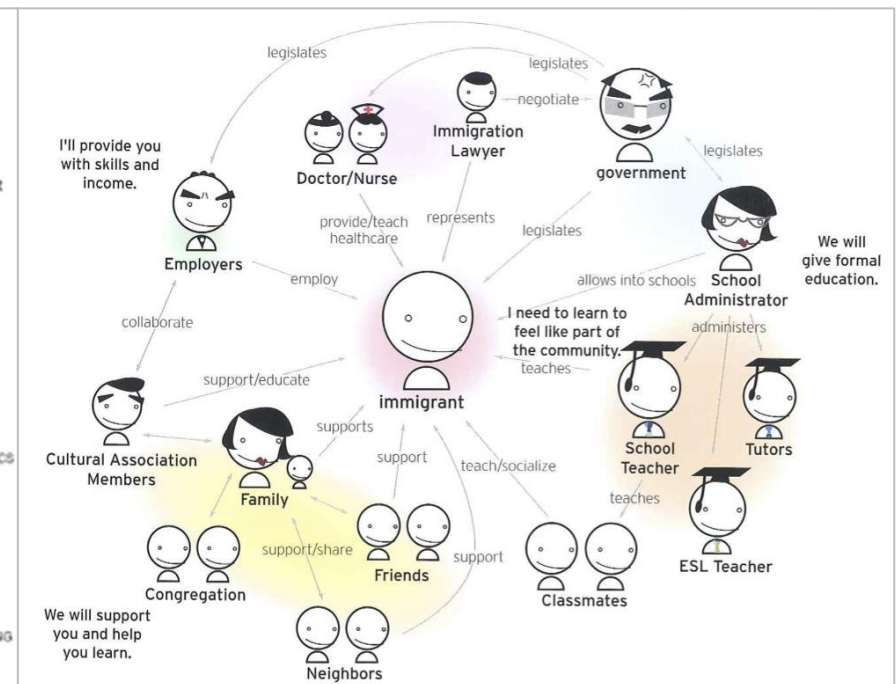 legislates
legislates
negotiate
Immigration
Lawyer
government
legislates
I'll provide you
with skills and
income.
Doctor/Nurse
Employers
provide/teach
healthcare
represents
legislates
School
Administrator
We will
give formal
education.
employ
allows into schools
administers
collaborate
I need to learn to
feel like part of
the community.
teaches
immigrant
support/educate
Cultural Association
Members
supports
Family
support
teach/socialize
School
Teacher
Tutors
teaches
ESL Teacher
Congregation
support/share
Friends
support
Classmates
We will support
you and help
you learn.
Neighbors